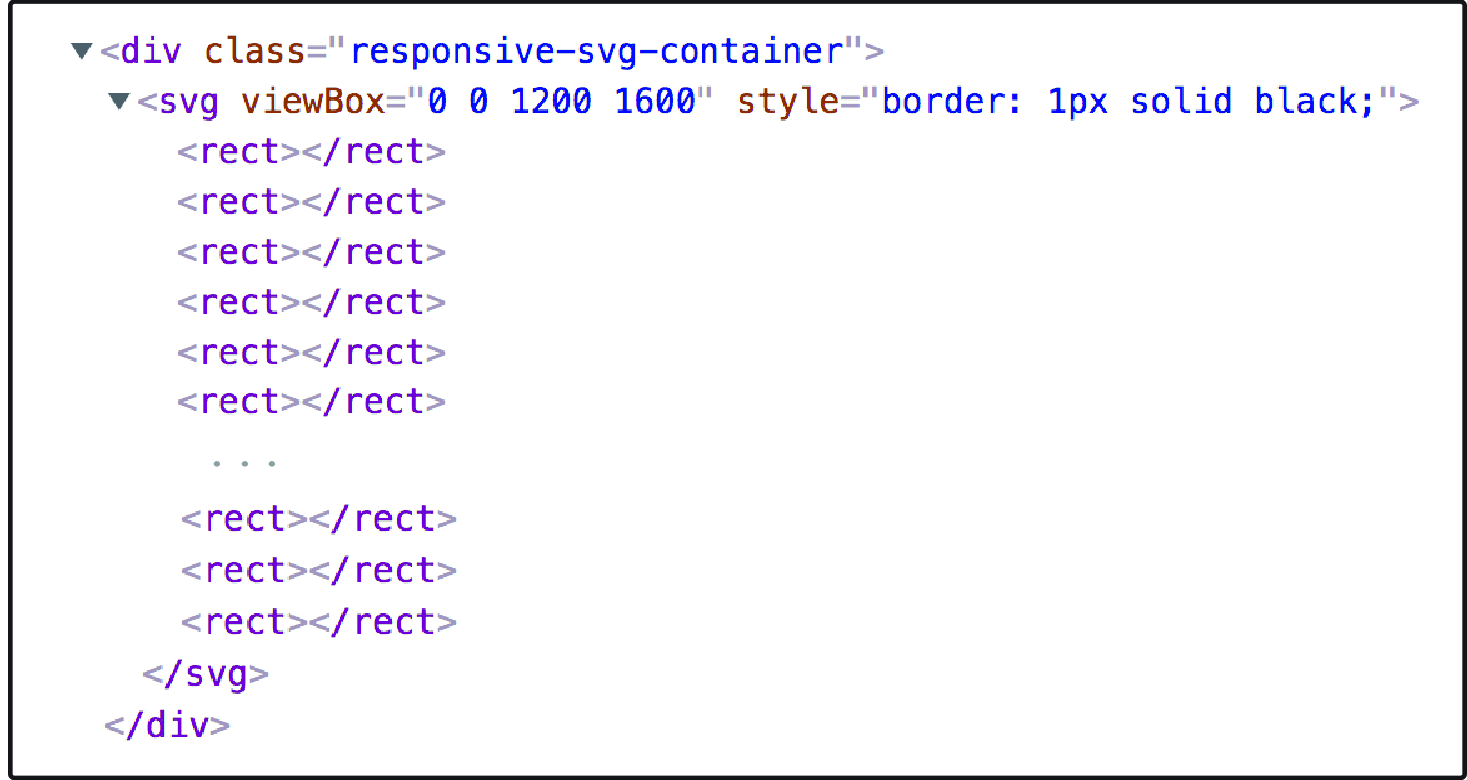 ▼<div class="responsive-svg-container">
▼<svg viewBox="0 0 1200 1600" style="border: 1px solid black;">
<rect></rect>
<rect></rect>
<rect></rect>
<rect></rect>
<rect></rect>
<rect></rect>
...
<rect></rect>
<rect></rect>
<rect></rect>
</svg>
</div>